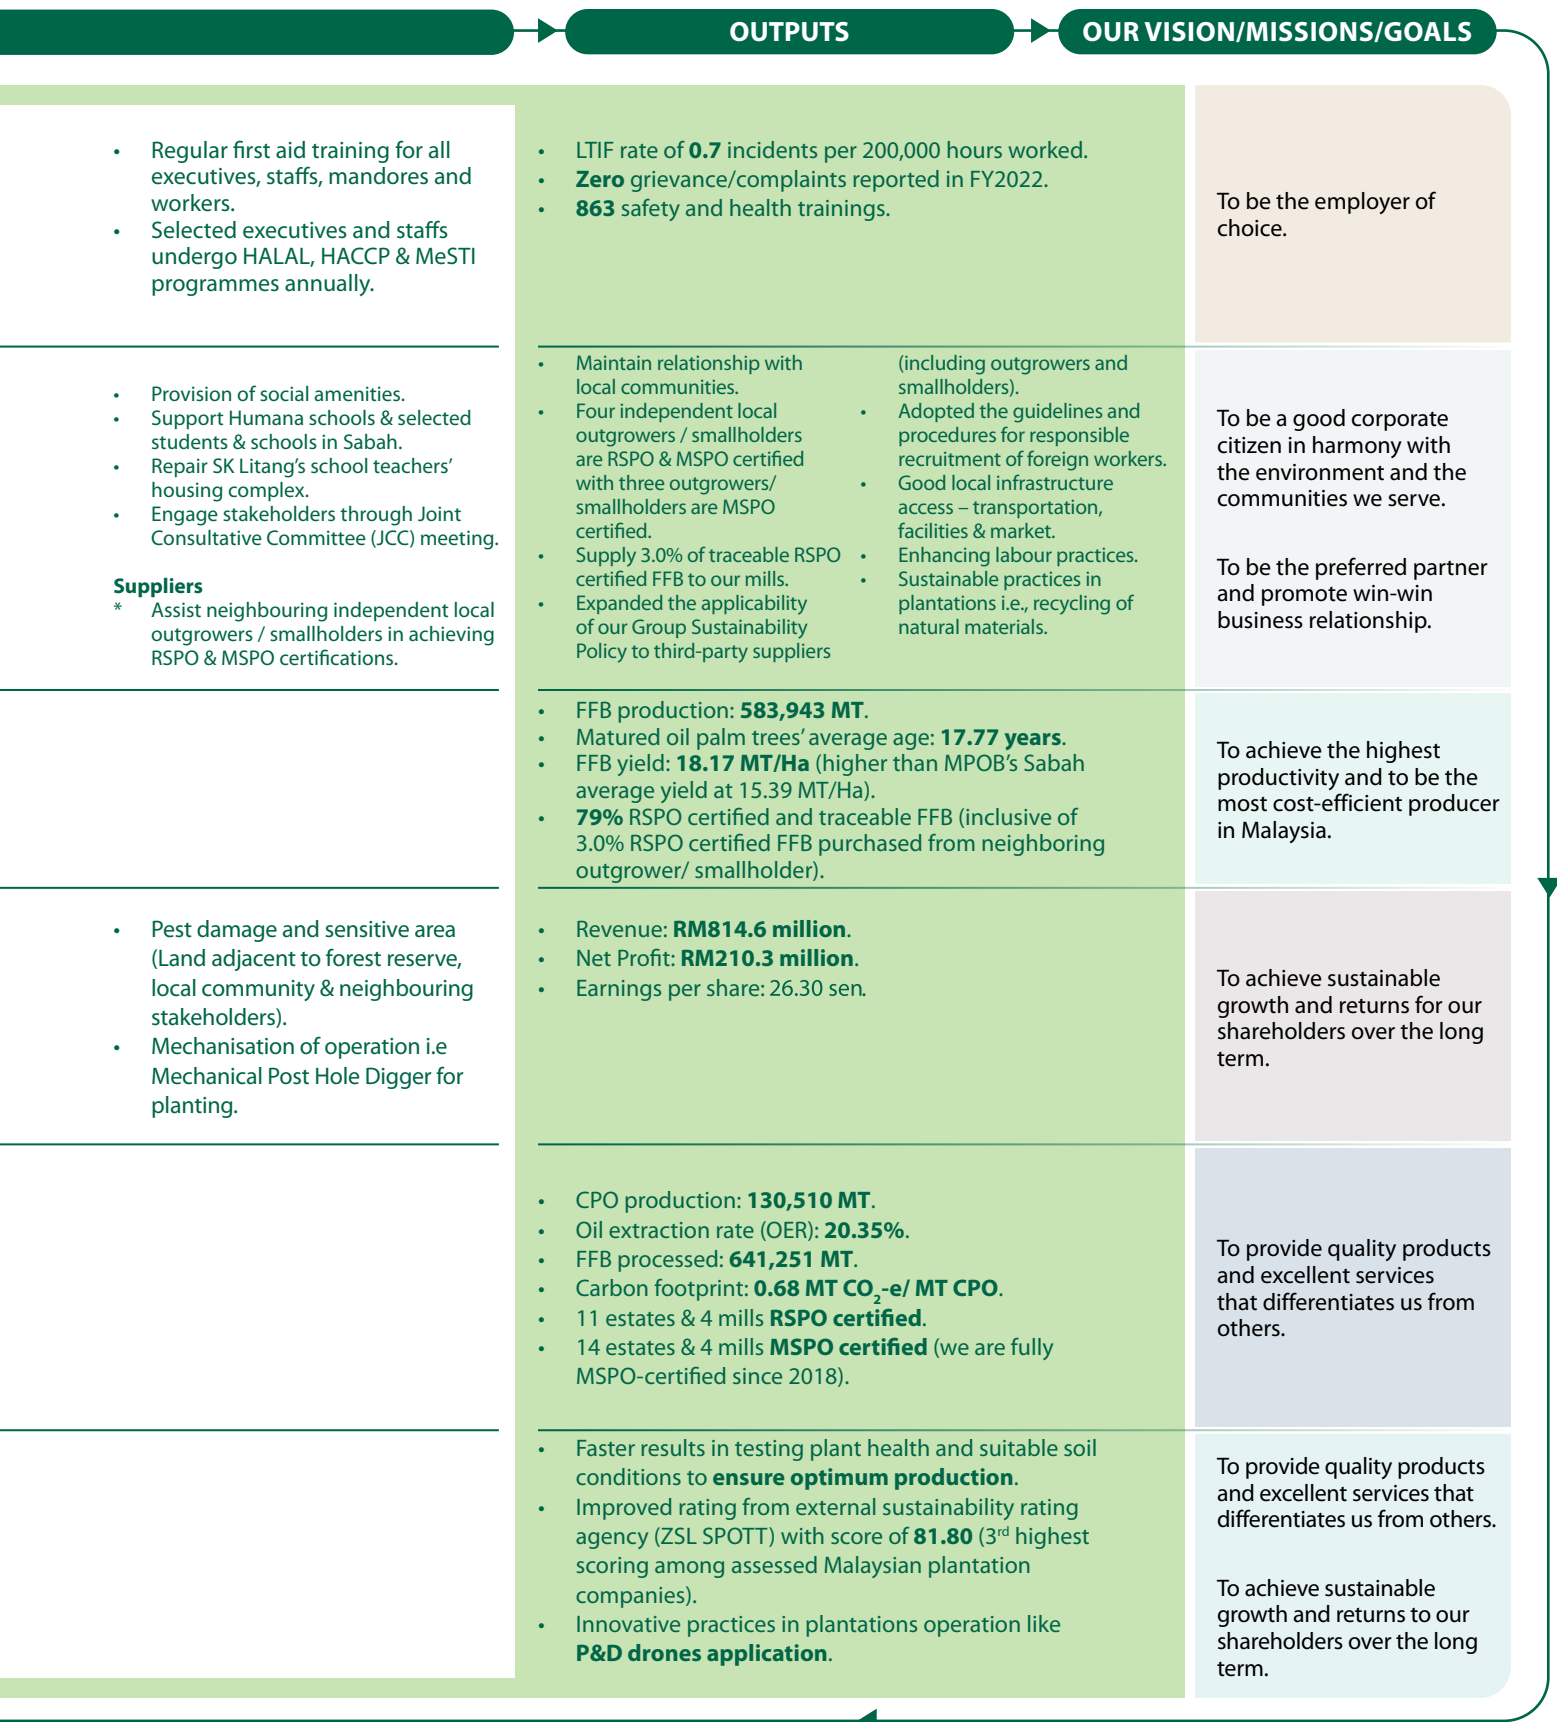 OUTPUTS
OUR VISION/MISSIONS/GOALS
• Regular first aid training for all
executives, staffs, mandores and
workers.
• Selected executives and staffs
undergo HALAL, HACCP & MeSTI
programmes annually.
• LTIF rate of 0.7 incidents per 200,000 hours worked.
• Zero grievance/complaints reported in FY2022.
• 863 safety and health trainings.
To be the employer of
choice.
• Provision of social amenities.
• Support Humana schools & selected
students & schools in Sabah.
• Repair SK Litang's school teachers'
housing complex.
• Engage stakeholders through Joint
Consultative Committee (JCC) meeting.
Suppliers
* Assist neighbouring independent local
outgrowers / smallholders in achieving
RSPO & MSPO certifications.
• Maintain relationship with
local communities.
• Four independent local
outgrowers / smallholders
are RSPO & MSPO certified
with three outgrowers/
smallholders are MSPO
certified.
• Supply 3.0% of traceable RSPO
certified FFB to our mills.
• Expanded the applicability
of our Group Sustainability
Policy to third-party suppliers
(including outgrowers and
smallholders).
• Adopted the guidelines and
procedures for responsible
recruitment of foreign workers.
• Good local infrastructure
access – transportation,
facilities & market.
• Enhancing labour practices.
• Sustainable practices in
plantations i.e., recycling of
natural materials.
To be a good corporate
citizen in harmony with
the environment and the
communities we serve.
To be the preferred partner
and promote win-win
business relationship.
• FFB production: 583,943 MT.
• Matured oil palm trees' average age: 17.77 years.
• FFB yield: 18.17 MT/Ha (higher than MPOB's Sabah
average yield at 15.39 MT/Ha).
• 79% RSPO certified and traceable FFB (inclusive of
3.0% RSPO certified FFB purchased from neighboring
outgrower/ smallholder).
To achieve the highest
productivity and to be the
most cost-efficient producer
in Malaysia.
• Pest damage and sensitive area
(Land adjacent to forest reserve,
local community & neighbouring
stakeholders).
• Mechanisation of operation i.e
Mechanical Post Hole Digger for
planting.
• Revenue: RM814.6 million.
• Net Profit: RM210.3 million.
• Earnings per share: 26.30 sen.
To achieve sustainable
growth and returns for our
shareholders over the long
term.
• CPO production: 130,510 MT.
• Oil extraction rate (OER): 20.35%.
• FFB processed: 641,251 MT.
• Carbon footprint: 0.68 MT CO₂-e/ MT CPO.
• 11 estates & 4 mills RSPO certified.
• 14 estates & 4 mills MSPO certified (we are fully
MSPO-certified since 2018).
To provide quality products
and excellent services
that differentiates us from
others.
• Faster results in testing plant health and suitable soil
conditions to ensure optimum production.
• Improved rating from external sustainability rating
agency (ZSL SPOTT) with score of 81.80 (3rd highest
scoring among assessed Malaysian plantation
companies).
• Innovative practices in plantations operation like
P&D drones application.
To provide quality products
and excellent services that
differentiates us from others.
To achieve sustainable
growth and returns to our
shareholders over the long
term.